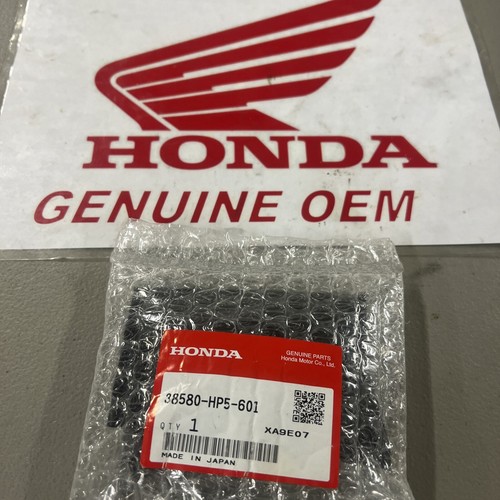 HONDA
GENUINE OEM
HONDA
GENUINE PARTS
Honda Motor Co., Ltd.
38580-HP5-601
QTY 1
XA9E07
MADE IN JAPAN